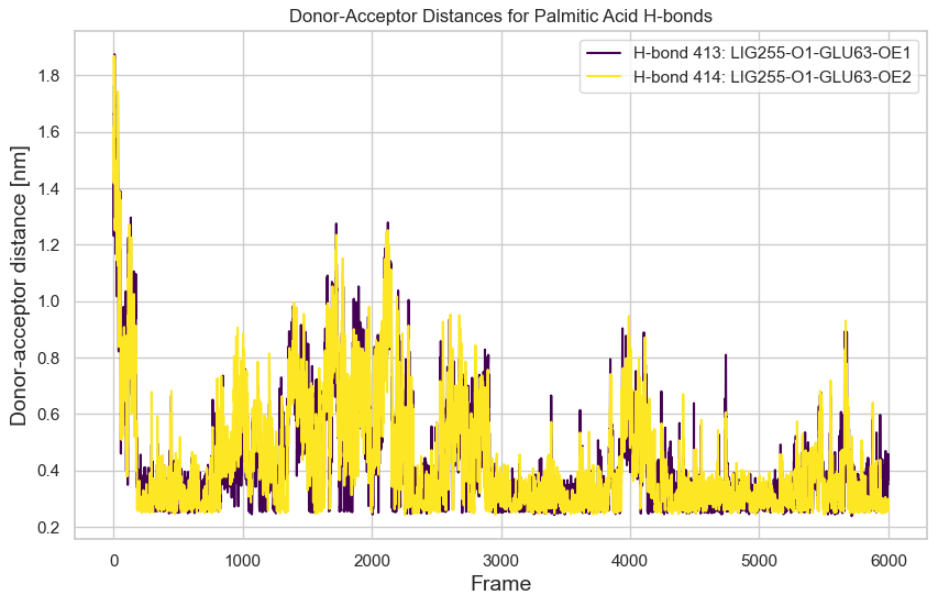 Donor-Acceptor Distances for Palmitic Acid H-bonds
H-bond 413: LIG255-O1-GLU63-OE1
H-bond 414: LIG255-O1-GLU63-OE2
Donor-acceptor distance [nm]
1.8
1.6
1.4
1.2
1.0
0.8
0.6
0.4
0.2
0 1000 2000 3000 4000 5000 6000
Frame